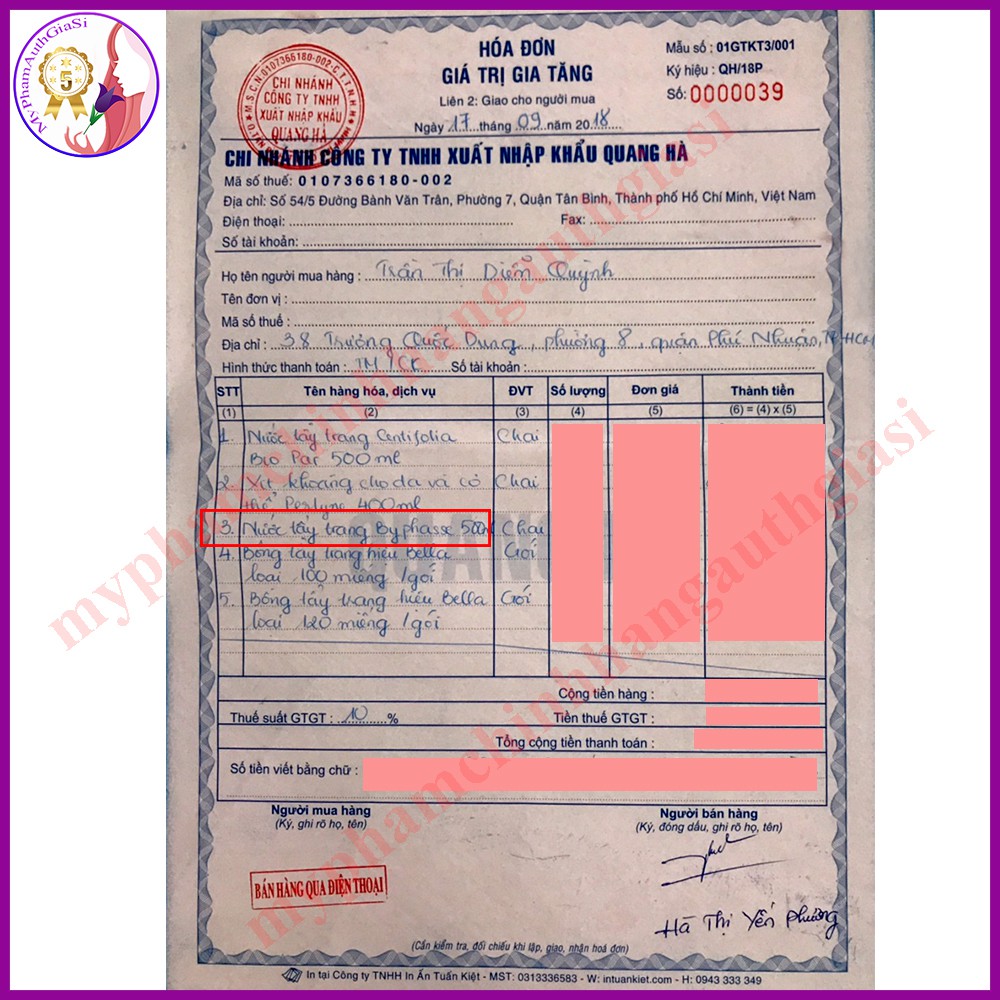 MyPhamAuthGiaSi
5
HÓA ĐƠN
GIÁ TRỊ GIA TĂNG
Liên 2: Giao cho người mua
Ngày 17 tháng 09 năm 2018
Mẫu số : 01GTKT3/001
Ký hiệu : QH/18P
Số: 0000039
M.S.C.N:0107366180-002-C.T.T.N.H.H
CHI NHÁNH
CÔNG TY TNHH
XUẤT NHẬP KHẨU
QUANG HÀ
CHI NHÁNH CÔNG TY TNHH XUẤT NHẬP KHẨU QUANG HÀ
Mã số thuế: 0107366180-002
Địa chỉ: Số 54/5 Đường Bành Văn Trân, Phường 7, Quận Tân Bình, Thành phố Hồ Chí Minh, Việt Nam
Điện thoại: Fax:
Số tài khoản:
Họ tên người mua hàng : Trần Thị Diễm Quỳnh
Tên đơn vị :
Mã số thuế :
Địa chỉ : 38 Trương Quốc Dung, phường 8, quận Phú Nhuận, TP.HCM
Hình thức thanh toán : TM/CK Số tài khoản :
STT Tên hàng hóa, dịch vụ ĐVT Số lượng Đơn giá Thành tiền
(1) (2) (3) (4) (5) (6) = (4) x (5)
1. Nước tẩy trang Centifolia Chai
Bio Par 500 ml
2. Xịt khoáng cho da và cơ Chai
thể 400ml
3. Nước tẩy trang Byphasse 500ml Chai
4. Bông tẩy trang hiệu Bella Gói
loại 100 miếng /gói
5. Bông tẩy trang hiệu Bella Gói
loại 120 miếng /gói
Cộng tiền hàng :
Thuế suất GTGT : 10 % Tiền thuế GTGT :
Tổng cộng tiền thanh toán :
Số tiền viết bằng chữ :
Người mua hàng Người bán hàng
(Ký, ghi rõ họ, tên) (Ký, đóng dấu, ghi rõ họ, tên)
BÁN HÀNG QUA ĐIỆN THOẠI
Hà Thị Yến Phương
(Cần kiểm tra, đối chiếu khi lập, giao, nhận hoá đơn)
In tại Công ty TNHH In Ấn Tuấn Kiệt - MST: 0313336583 - W: intuankiet.com - H: 0943 333 349
myphamchinhhangauthgiasi
myphamchinhhangauthgiasi
myphamchinhhangauthgiasi